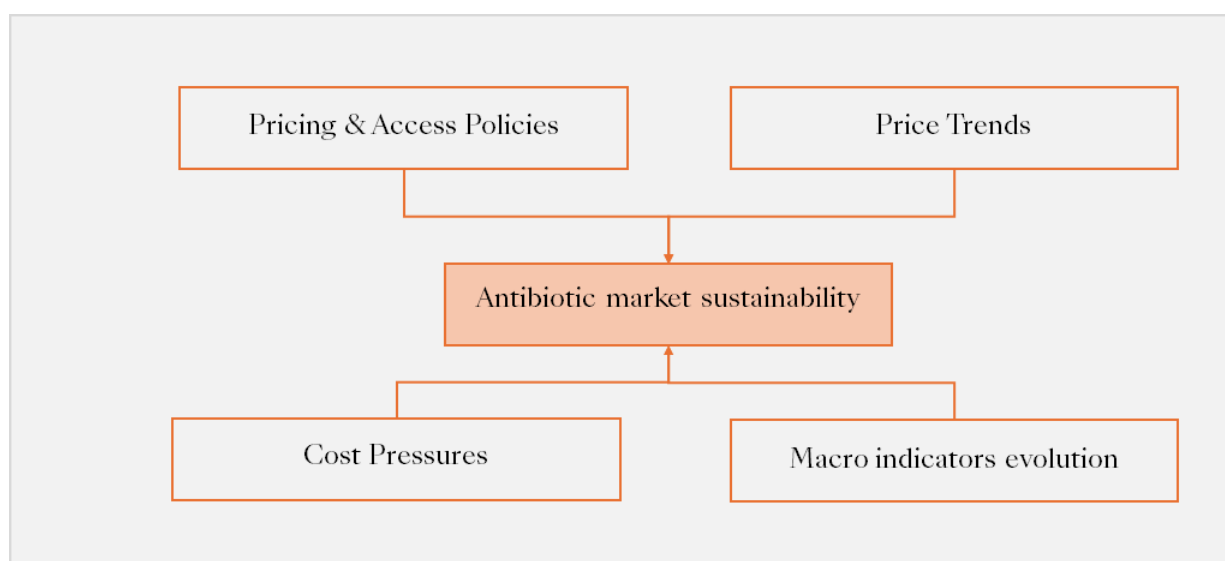 Pricing & Access Policies
Price Trends
Antibiotic market sustainability
Cost Pressures
Macro indicators evolution